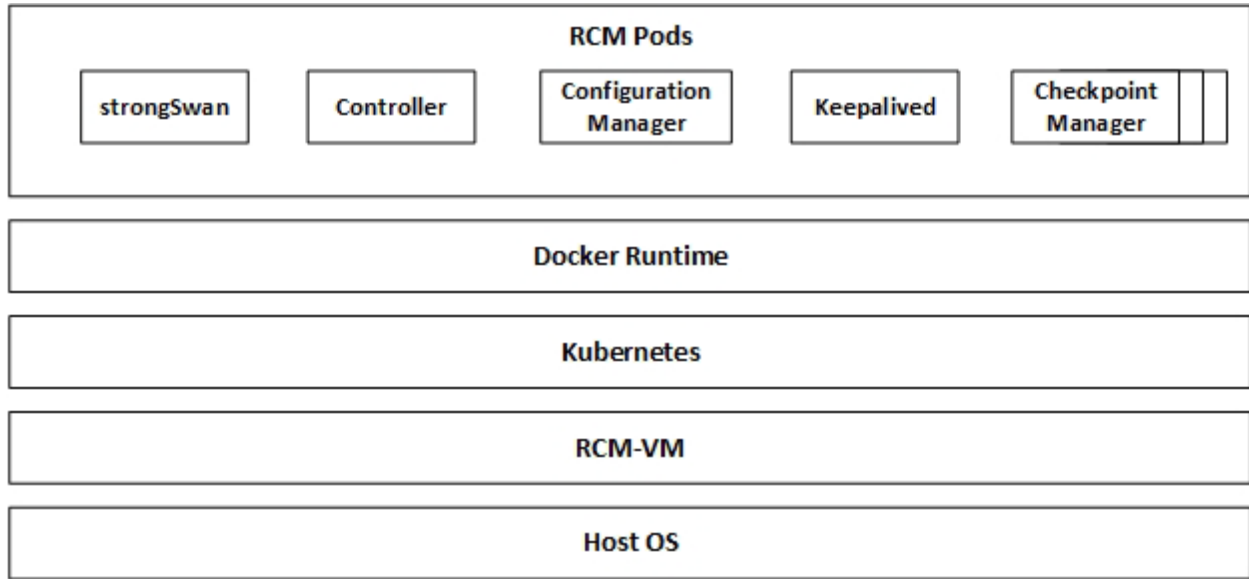 RCM Pods
strongSwan
Controller
Configuration
Manager
Keepalived
Checkpoint
Manager
Docker Runtime
Kubernetes
RCM-VM
Host OS